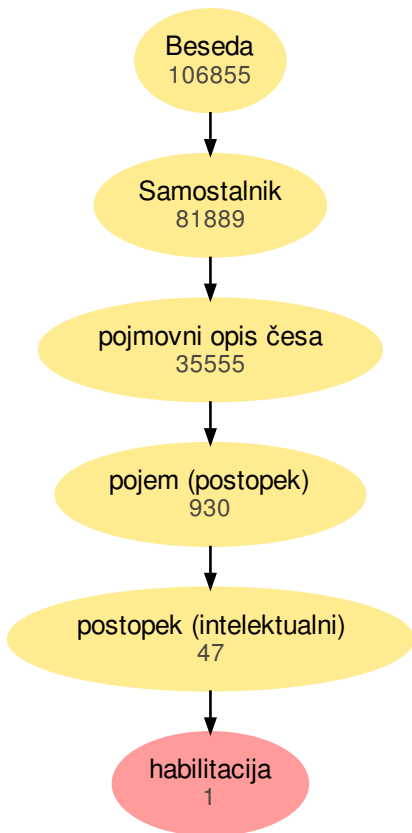 Beseda
106855
Samostalnik
81889
pojmovni opis česa
35555
pojem (postopek)
930
postopek (intelektualni)
47
habilitacija
1